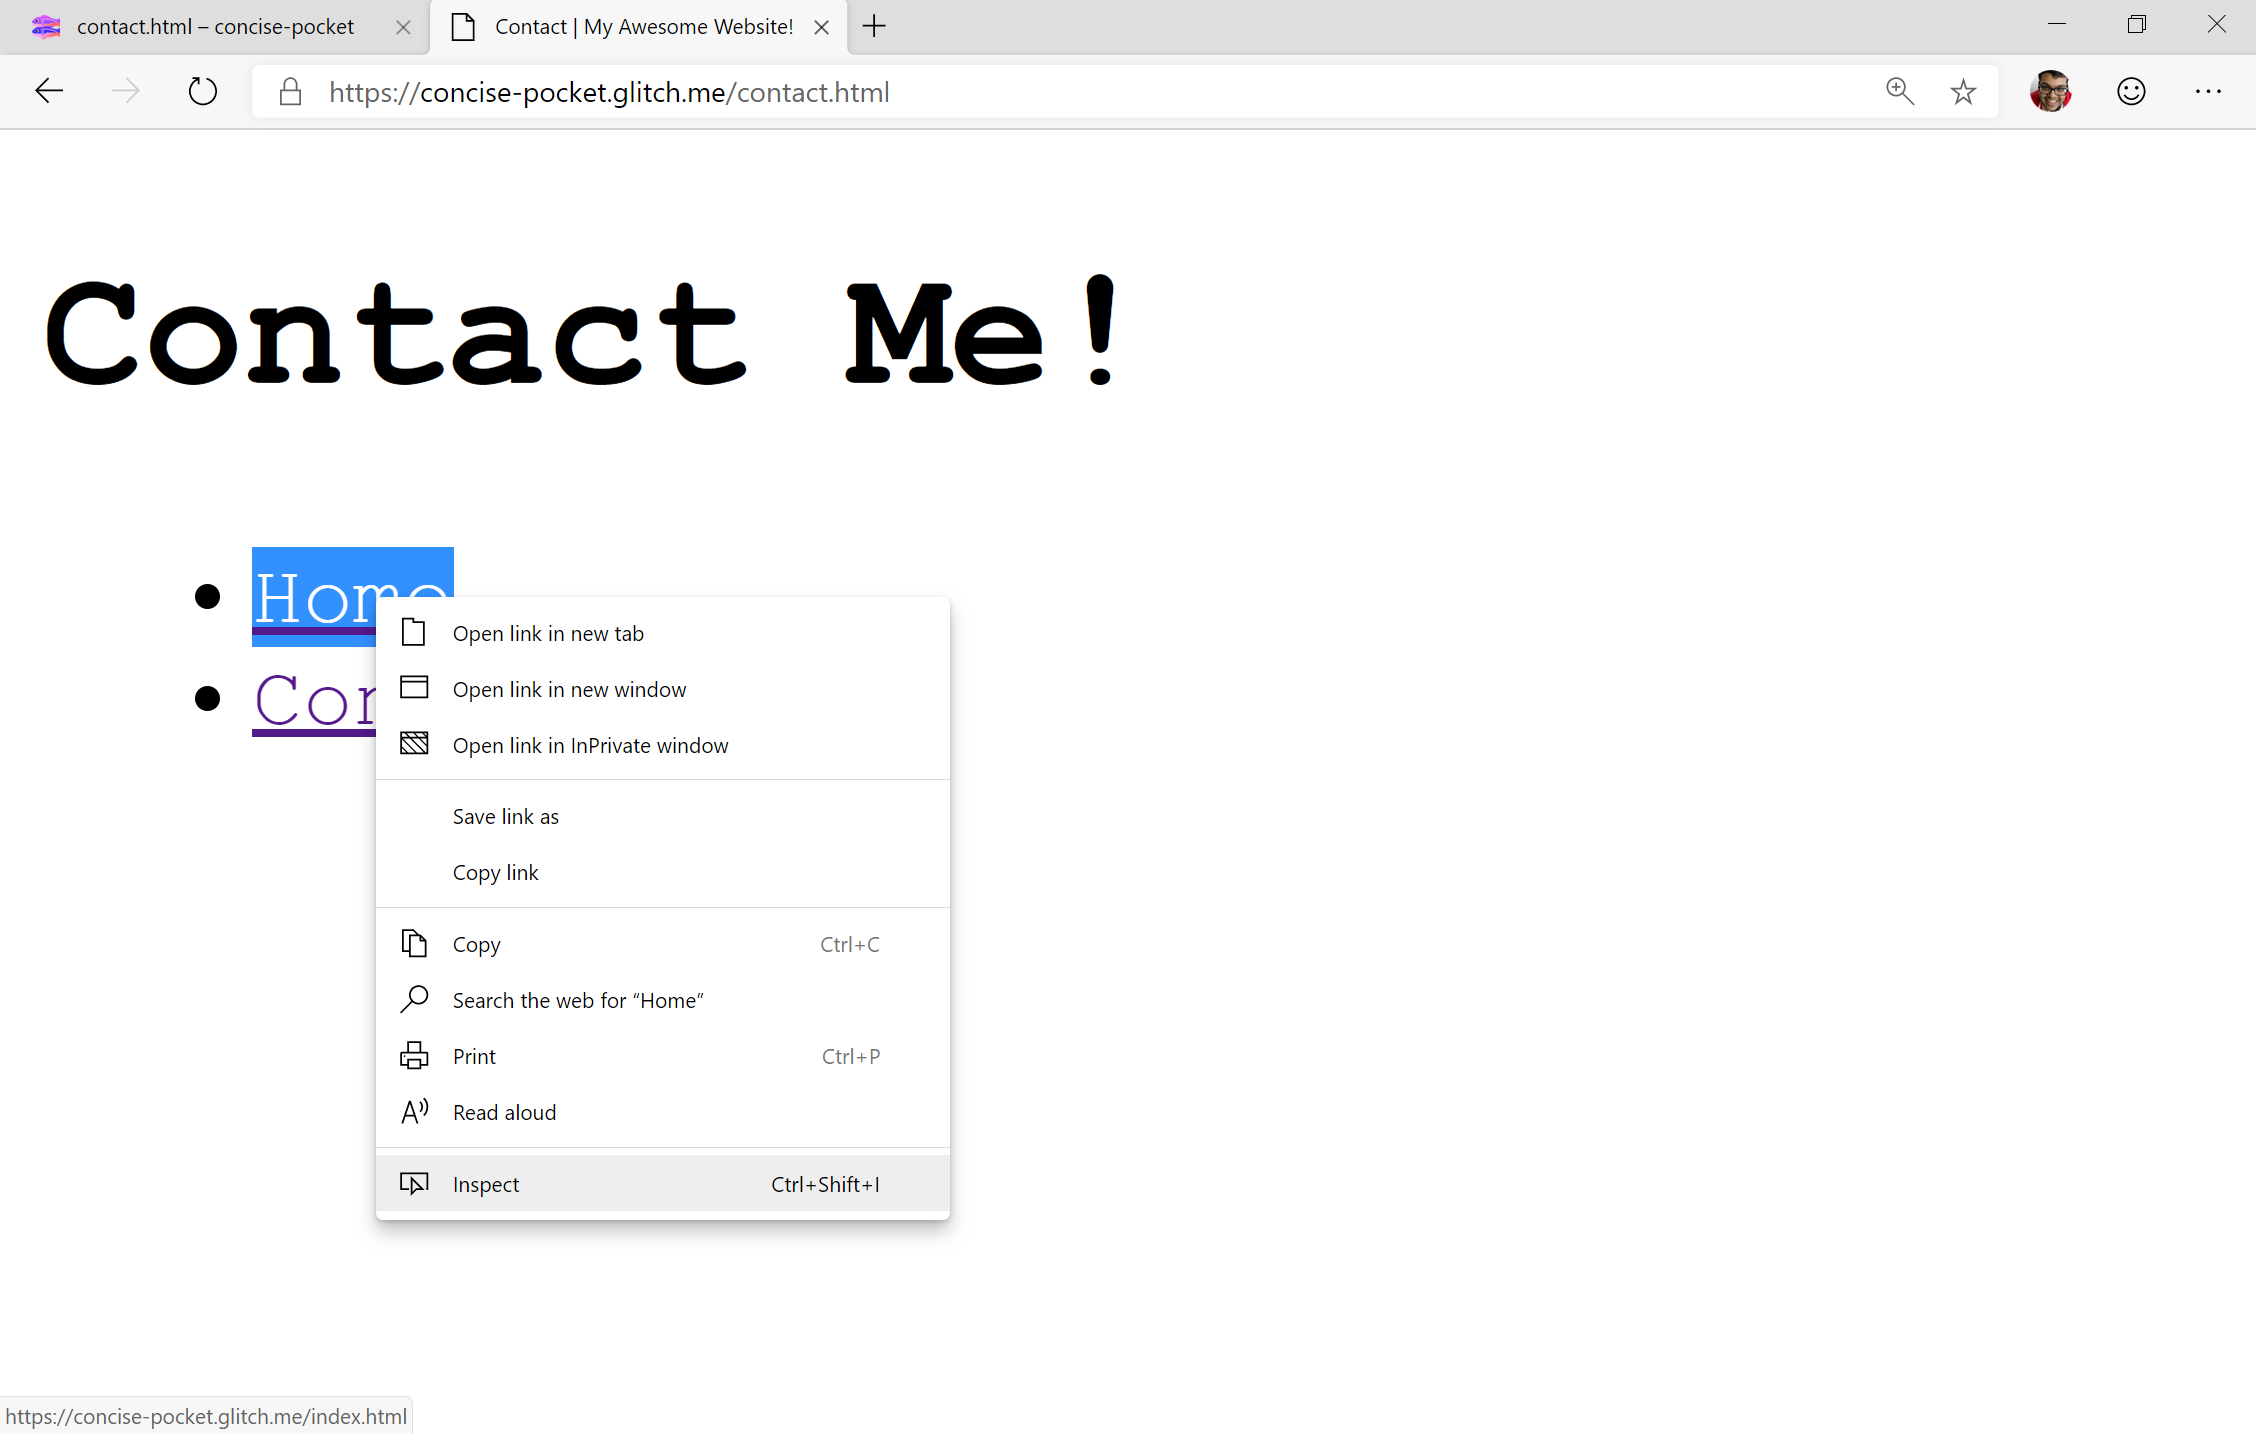 contact.html – concise-pocket
Contact | My Awesome Website!
https://concise-pocket.glitch.me/contact.html
Contact Me!
Home
Con
Open link in new tab
Open link in new window
Open link in InPrivate window
Save link as
Copy link
Copy Ctrl+C
Search the web for “Home”
Print Ctrl+P
Read aloud
Inspect Ctrl+Shift+I
https://concise-pocket.glitch.me/index.html